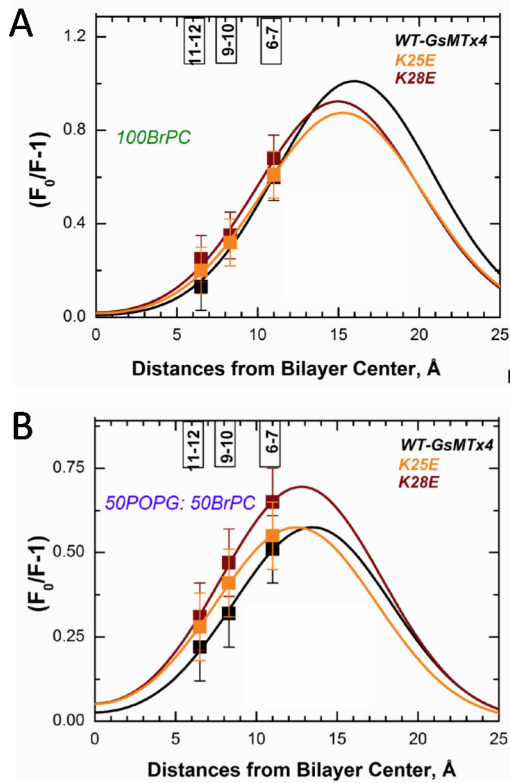 A
11-12
9-10
6-7
WT-GsMTx4
K25E
K28E
100BrPC
(F0/F-1)
1.2
0.8
0.4
0.0
0 5 10 15 20 25
Distances from Bilayer Center, Å
B
11-12
9-10
6-7
WT-GsMTx4
K25E
K28E
50POPG: 50BrPC
(F0/F-1)
0.75
0.50
0.25
0.00
0 5 10 15 20 25
Distances from Bilayer Center, Å